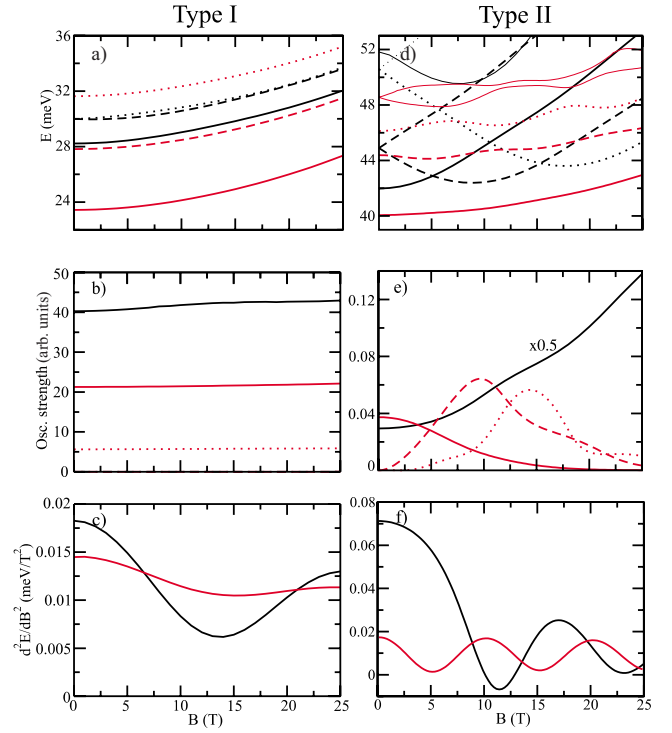 Type I
Type II
a)
E (meV)
36
32
28
24
d)
52
48
44
40
b)
Osc. strength (arb. units)
50
40
30
20
10
0
e)
x0.5
0.12
0.08
0.04
0
c)
d²E/dB² (meV/T²)
0.02
0.015
0.01
0.005
0
0 5 10 15 20 25
B (T)
f)
0.08
0.06
0.04
0.02
0
0 5 10 15 20 25
B (T)